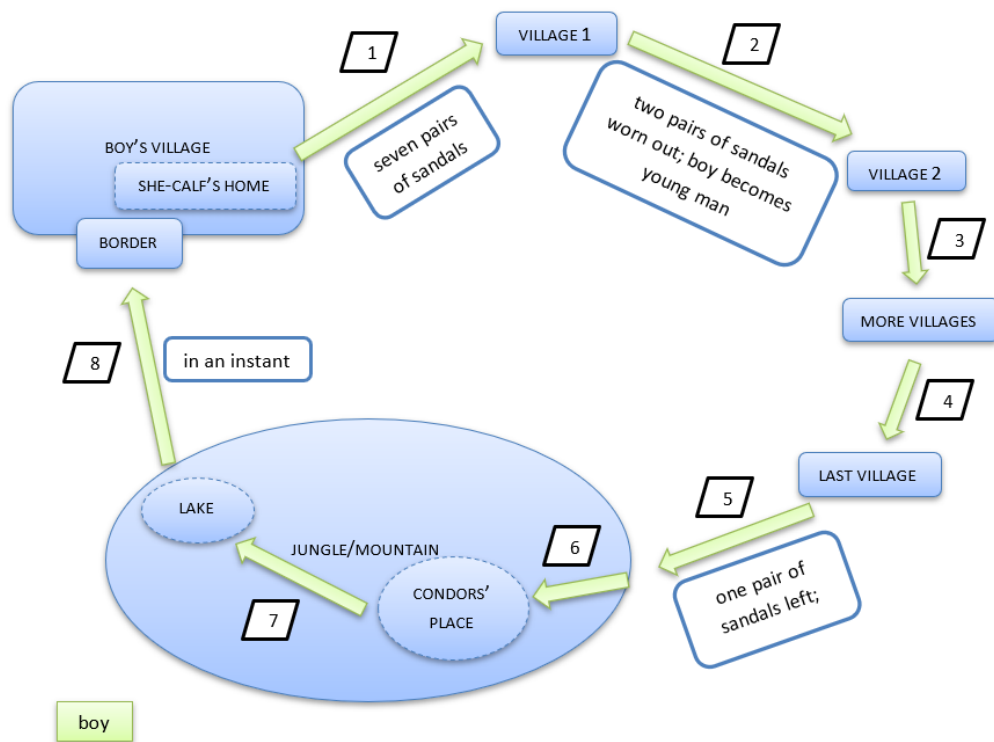 1
VILLAGE 1
2
BOY’S VILLAGE
SHE-CALF’S HOME
BORDER
seven pairs
of sandals
two pairs of sandals
worn out; boy becomes
young man
VILLAGE 2
3
MORE VILLAGES
4
LAST VILLAGE
5
one pair of
sandals left;
6
JUNGLE/MOUNTAIN
CONDORS’
PLACE
7
LAKE
8
in an instant
boy